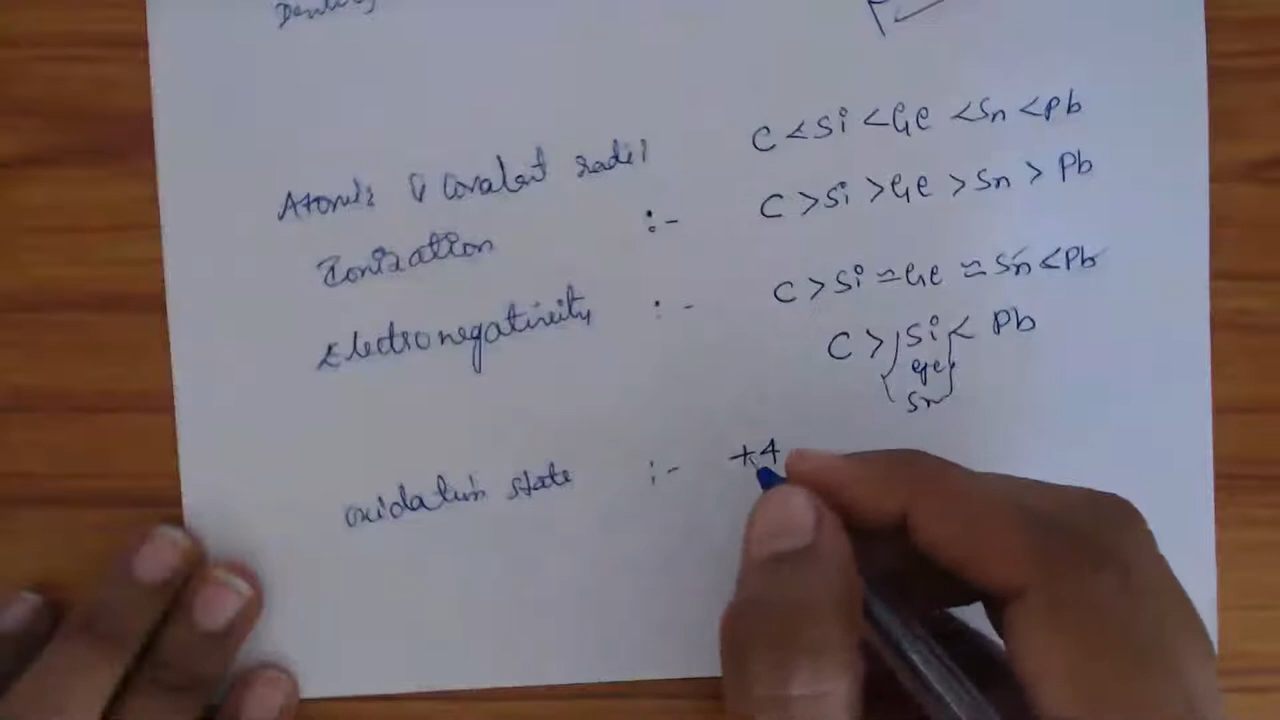 Atomic & covalent radii C < Si < Ge < Sn < Pb
Ionization :- C > Si > Ge > Sn > Pb
Electronegativity :- C > Si ≃ Ge ≃ Sn < Pb
C > Si < Pb
Ge
Sn
oxidation state :- +4